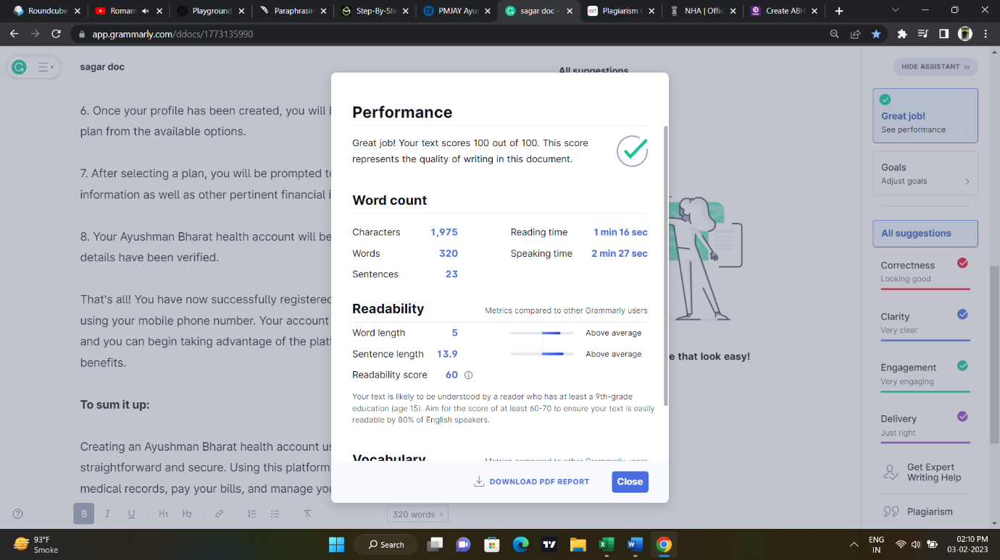 Roundcube
Romant
Playground
Paraphrasin
Step-By-Ste
PMJAY Ayu
sagar doc -
Plagiarism C
NHA | Offic
Create ABH
app.grammarly.com/ddocs/1773135990
sagar doc
All suggestions
HIDE ASSISTANT
6. Once your profile has been created, you will b
plan from the available options.
7. After selecting a plan, you will be prompted to
information as well as other pertinent financial i
8. Your Ayushman Bharat health account will be
details have been verified.
That's all! You have now successfully registered
using your mobile phone number. Your account
and you can begin taking advantage of the plat
benefits.
To sum it up:
Creating an Ayushman Bharat health account us
straightforward and secure. Using this platform,
medical records, pay your bills, and manage you
B I U H1 H2
320 words
Performance
Great job! Your text scores 100 out of 100. This score
represents the quality of writing in this document.
Word count
Characters 1,975 Reading time 1 min 16 sec
Words 320 Speaking time 2 min 27 sec
Sentences 23
Readability Metrics compared to other Grammarly users
Word length 5 Above average
Sentence length 13.9 Above average
Readability score 60
Your text is likely to be understood by a reader who has at least a 9th-grade
education (age 15). Aim for the score of at least 60-70 to ensure your text is easily
readable by 80% of English speakers.
Vocabulary Metrics compared to other Grammarly users
DOWNLOAD PDF REPORT Close
e that look easy!
Great job!
See performance
Goals
Adjust goals
All suggestions
Correctness
Looking good
Clarity
Very clear
Engagement
Very engaging
Delivery
Just right
Get Expert
Writing Help
Plagiarism
93°F
Smoke
Search
ENG
IN
02:10 PM
03-02-2023